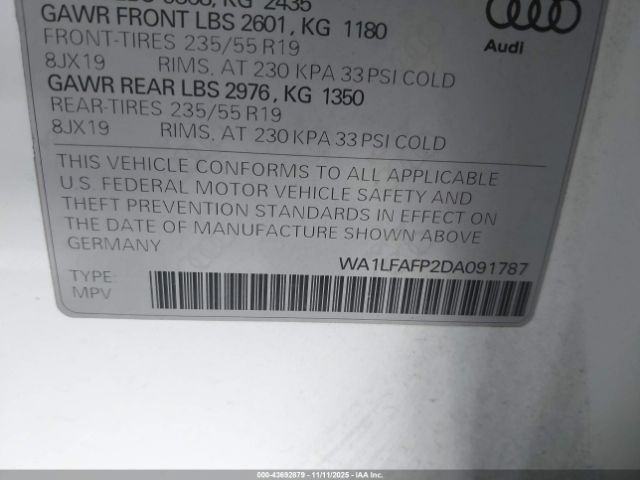 KG 2435
GAWR FRONT LBS 2601, KG 1180
FRONT-TIRES 235/55 R19
8JX19 RIMS. AT 230 KPA 33 PSI COLD
GAWR REAR LBS 2976, KG 1350
REAR-TIRES 235/55 R19
8JX19 RIMS. AT 230 KPA 33 PSI COLD
Audi
THIS VEHICLE CONFORMS TO ALL APPLICABLE
U.S. FEDERAL MOTOR VEHICLE SAFETY AND
THEFT PREVENTION STANDARDS IN EFFECT ON
THE DATE OF MANUFACTURE SHOWN ABOVE
GERMANY
WA1LFAFP2DA091787
TYPE:
MPV
000-43692879 - 11/11/2025 - IAA Inc.